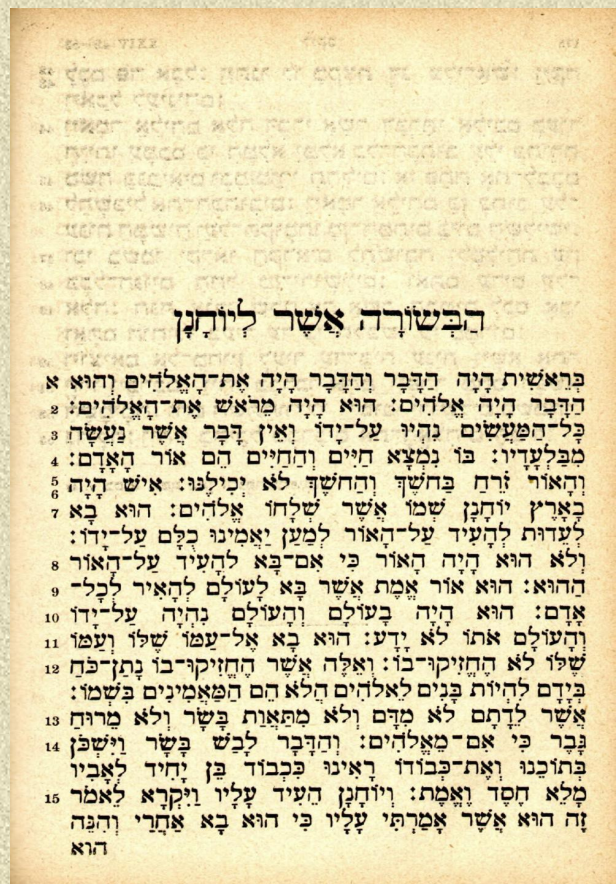 הַבְּשׂוֹרָה אֲשֶׁר לְיוֹחָנָן
בְּרֵאשִׁית הָיָה הַדָּבָר וְהַדָּבָר הָיָה אֶת־הָאֱלֹהִים וְהוּא א
הַדָּבָר הָיָה אֱלֹהִים׃ הוּא הָיָה מֵרֹאשׁ אֶת־הָאֱלֹהִים׃ 2
כָּל־הַמַּעֲשִׂים נִהְיוּ עַל־יָדוֹ וְאֵין דָּבָר אֲשֶׁר נַעֲשָׂה 3
מִבַּלְעָדָיו׃ בּוֹ נִמְצָא חַיִּים וְהַחַיִּים הֵם אוֹר הָאָדָם׃ 4
וְהָאוֹר זֹרֵחַ בַּחשֶׁךְ וְהַחשֶׁךְ לֹא יְכִילֶנּוּ׃ אִישׁ הָיָה 5 6
בָאָרֶץ יוֹחָנָן שְׁמוֹ אֲשֶׁר שְׁלָחוֹ אֱלֹהִים׃ הוּא בָא 7
לְעֵדוּת לְהָעִיד עַל־הָאוֹר לְמַעַן יַאֲמִינוּ כֻלָּם עַל־יָדוֹ׃
וְלֹא הוּא הָיָה הָאוֹר כִּי אִם־בָּא לְהָעִיד עַל־הָאוֹר 8
הַהוּא׃ הוּא אוֹר אֱמֶת אֲשֶׁר בָּא לָעוֹלָם לְהָאִיר לְכָל־ 9
אָדָם׃ הוּא הָיָה בָעוֹלָם וְהָעוֹלָם נִהְיָה עַל־יָדוֹ 10
וְהָעוֹלָם אֹתוֹ לֹא יָדָע׃ הוּא בָא אֶל־עַמּוֹ שֶׁלּוֹ וְעַמּוֹ 11
שֶׁלּוֹ לֹא הֶחֱזִיקוּ־בוֹ׃ וְאֵלֶּה אֲשֶׁר הֶחֱזִיקוּ־בוֹ נָתַן־כֹּחַ 12
בְּיָדָם לִהְיוֹת בָּנִים לֵאלֹהִים הֲלֹא הֵם הַמַּאֲמִינִים בִּשְׁמוֹ׃
אֲשֶׁר לֵדָתָם לֹא מִדָּם וְלֹא מִתַּאֲוַת בָּשָׂר וְלֹא מֵרוּחַ 13
גָּבֶר כִּי אִם־מֵאֱלֹהִים׃ וְהַדָּבָר לָבַשׁ בָּשָׂר וַיִּשְׁכֹּן 14
בְּתוֹכֵנוּ וְאֶת־כְּבוֹדוֹ רָאִינוּ כִּכְבוֹד בֵּן יָחִיד לְאָבִיו
מָלֵא חֶסֶד וֶאֱמֶת׃ וְיוֹחָנָן הֵעִיד עָלָיו וַיִּקְרָא לֵאמֹר 15
זֶה הוּא אֲשֶׁר אָמַרְתִּי עָלָיו כִּי הוּא בָא אַחֲרַי וְהִנֵּה
הוא